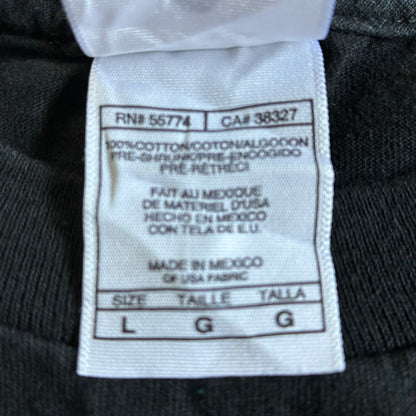 RN# 55774 CA# 38327
100%COTTON/COTON/ALGODON
PRE-SHRUNK/PRE-ENCOGIDO
PRÉ-RÉTRÉCI
FAIT AU MEXIQUE
DE MATERIEL D'USA
HECHO EN MEXICO
CON TELA DE E.U.
MADE IN MEXICO
OF USA FABRIC
SIZE TAILLE TALLA
L G G